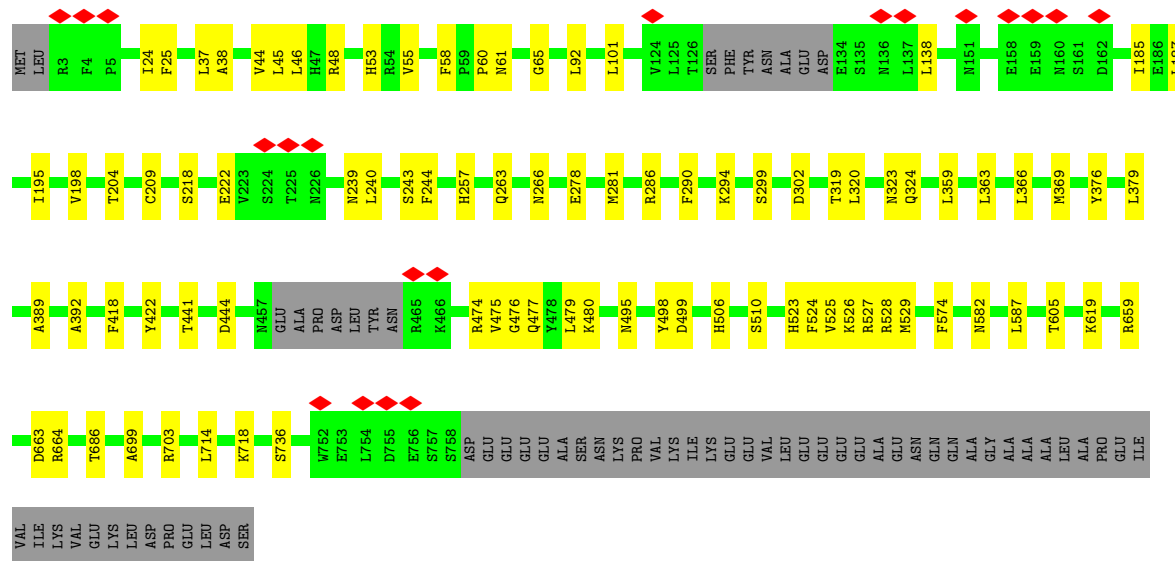 MET LEU R3 F4 P5 I24 F25 L37 A38 V44 L45 L46 H47 R48 H53 R54 V55 F58 P59 P60 N61 G65 L92 L101 V124 L125 T126 SER PHE TYR ASN ALA GLU ASP E134 S135 N136 L137 L138 N151 E158 E159 N160 S161 D162 I185 E186
I195 V198 T204 C209 S218 E222 V223 S224 T225 N226 N239 L240 S243 F244 H257 Q263 N266 E278 M281 R286 F290 K294 S299 D302 T319 L320 N323 Q324 L359 L363 L366 M369 Y376 L379
A389 A392 F418 Y422 T441 D444 N457 GLU ALA PRO ASP LEU TYR ASN R465 K466 R474 V475 G476 Q477 Y478 L479 K480 N495 Y498 D499 H506 S510 H523 F524 V525 K526 R527 R528 M529 F574 N582 L587 T605 K619 R659
D663 R664 T686 A699 R703 L714 K718 S736 W752 E753 L754 D755 E756 S757 S758 ASP GLU GLU GLU GLU ALA SER ASN LYS PRO VAL LYS ILE LYS GLU GLU VAL LEU GLU GLU GLU GLU GLU ALA GLU ASN GLN GLN ALA GLY ALA ALA ALA LEU ALA PRO GLU ILE
VAL ILE LYS VAL GLU LYS LEU ASP PRO GLU LEU ASP SER